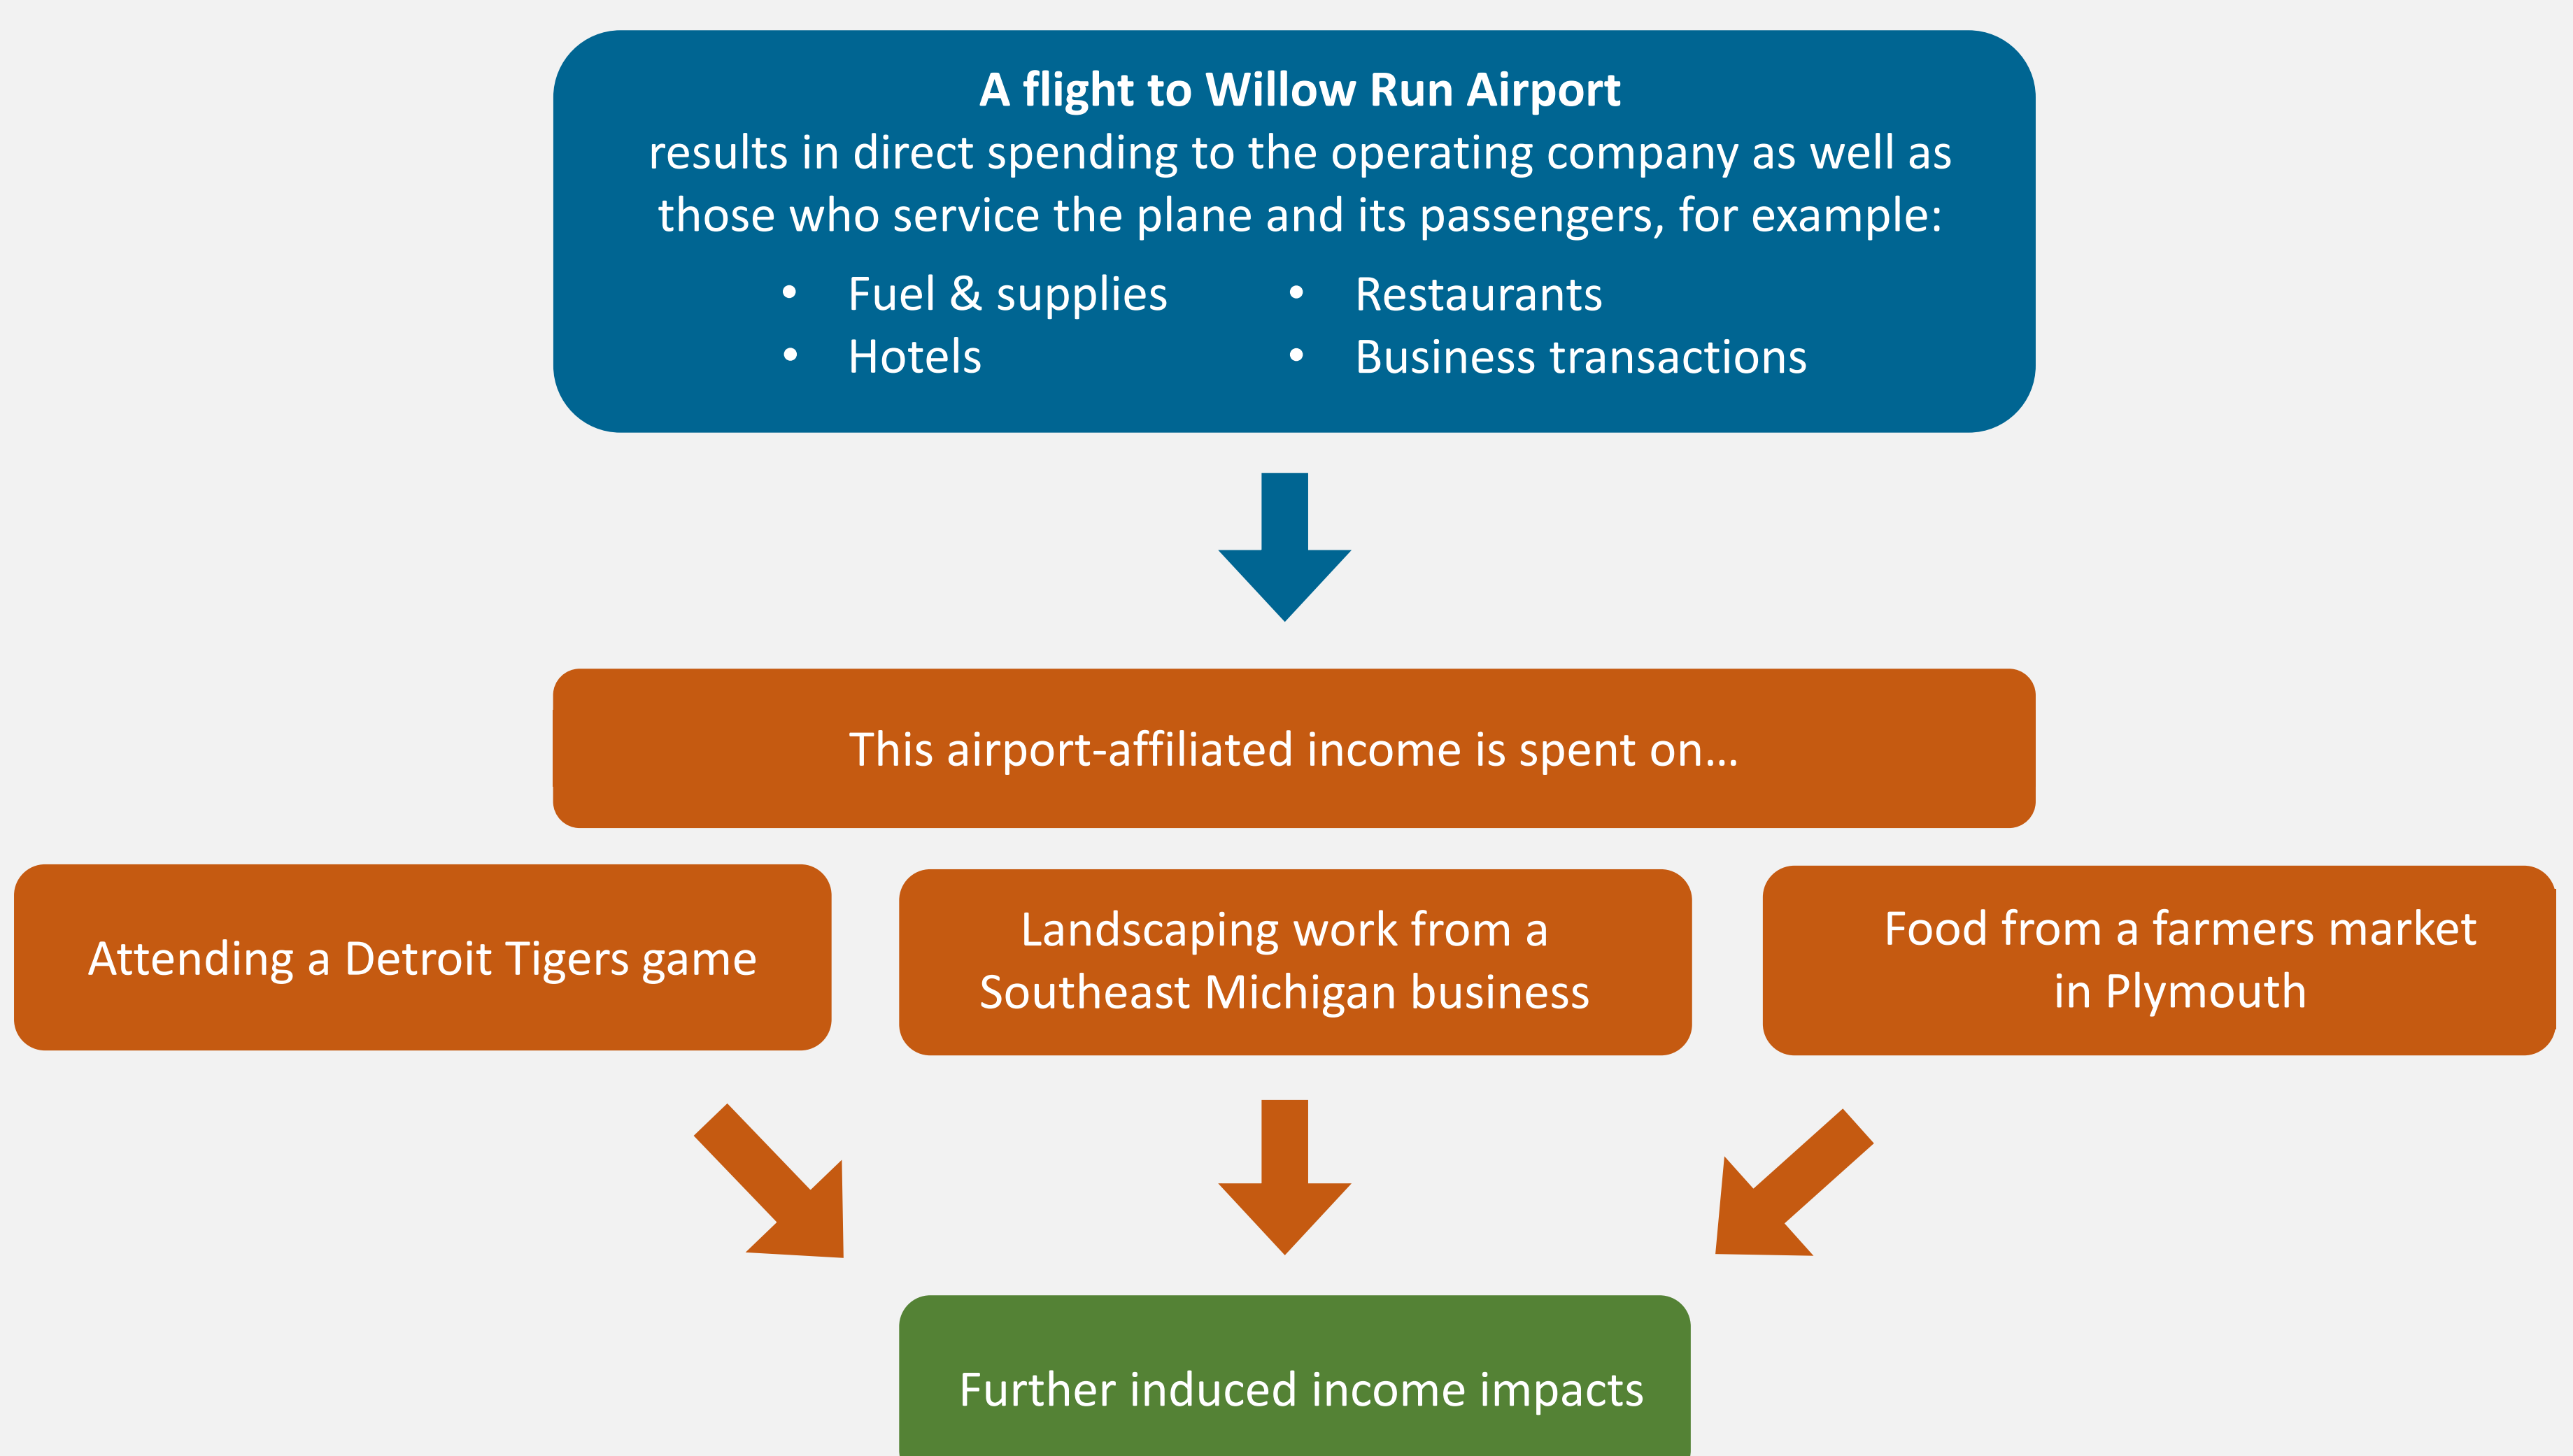 A flight to Willow Run Airport
results in direct spending to the operating company as well as
those who service the plane and its passengers, for example:
• Fuel & supplies
• Hotels
• Restaurants
• Business transactions
This airport-affiliated income is spent on...
Attending a Detroit Tigers game
Landscaping work from a
Southeast Michigan business
Food from a farmers market
in Plymouth
Further induced income impacts